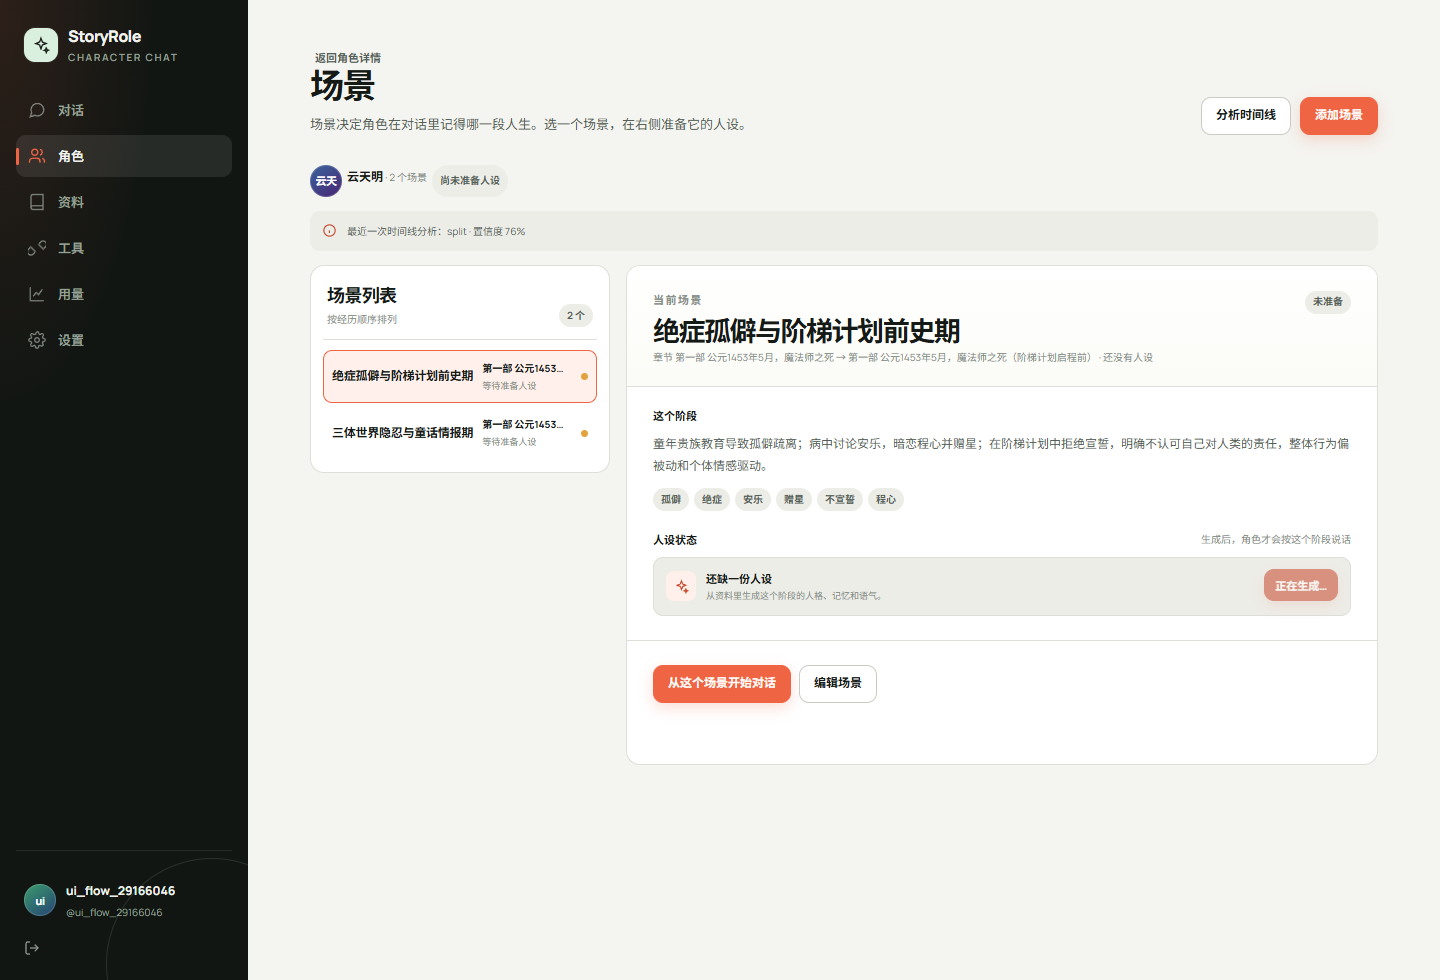 StoryRole
CHARACTER CHAT
对话
角色
资料
工具
用量
设置
ui
ui_flow_29166046
@ui_flow_29166046
返回角色详情
场景
场景决定角色在对话里记得哪一段人生。选一个场景，在右侧准备它的人设。
分析时间线
添加场景
云天
云天明 · 2 个场景
尚未准备人设
最近一次时间线分析：split · 置信度 76%
场景列表
按经历顺序排列
2 个
绝症孤僻与阶梯计划前史期
第一部 公元1453...
等待准备人设
三体世界隐忍与童话情报期
第一部 公元1453...
等待准备人设
当前场景
未准备
绝症孤僻与阶梯计划前史期
章节 第一部 公元1453年5月，魔法师之死 → 第一部 公元1453年5月，魔法师之死（阶梯计划启程前） · 还没有人设
这个阶段
童年贵族教育导致孤僻疏离；病中讨论安乐，暗恋程心并赠星；在阶梯计划中拒绝宣誓，明确不认可自己对人类的责任，整体行为偏
被动和个体情感驱动。
孤僻
绝症
安乐
赠星
不宣誓
程心
人设状态
生成后，角色才会按这个阶段说话
还缺一份人设
从资料里生成这个阶段的人格、记忆和语气。
正在生成...
从这个场景开始对话
编辑场景